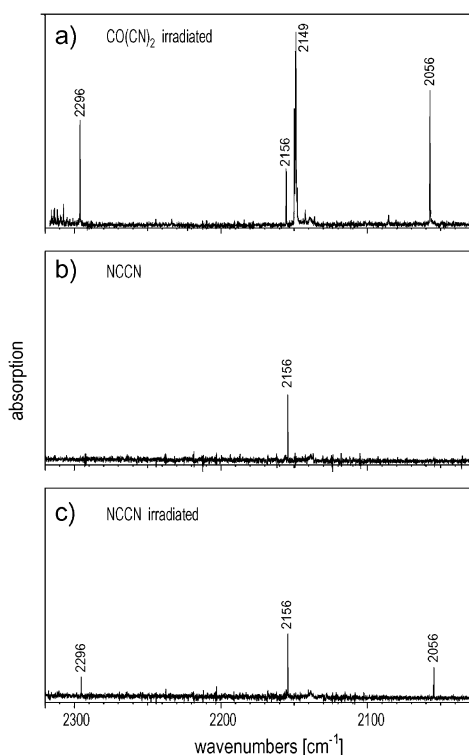 a) CO(CN)₂ irradiated
2296
2156
2149
2056
b) NCCN
2156
absorption
c) NCCN irradiated
2296
2156
2056
2300 2200 2100
wavenumbers [cm⁻¹]